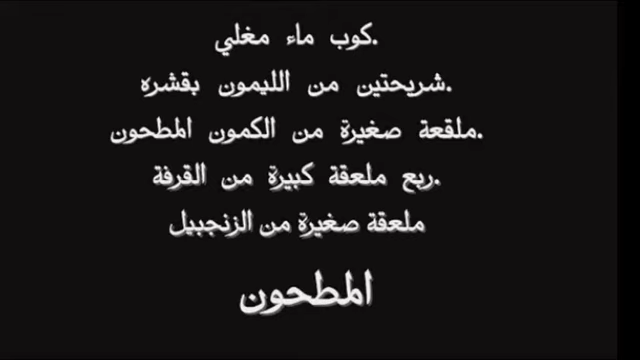 .كوب ماء مغلي
.شريحتين من الليمون بقشره
.ملقعة صغيرة من الكمون المطحون
.ربع ملعقة كبيرة من القرفة
ملعقة صغيرة من الزنجبيل
المطحون